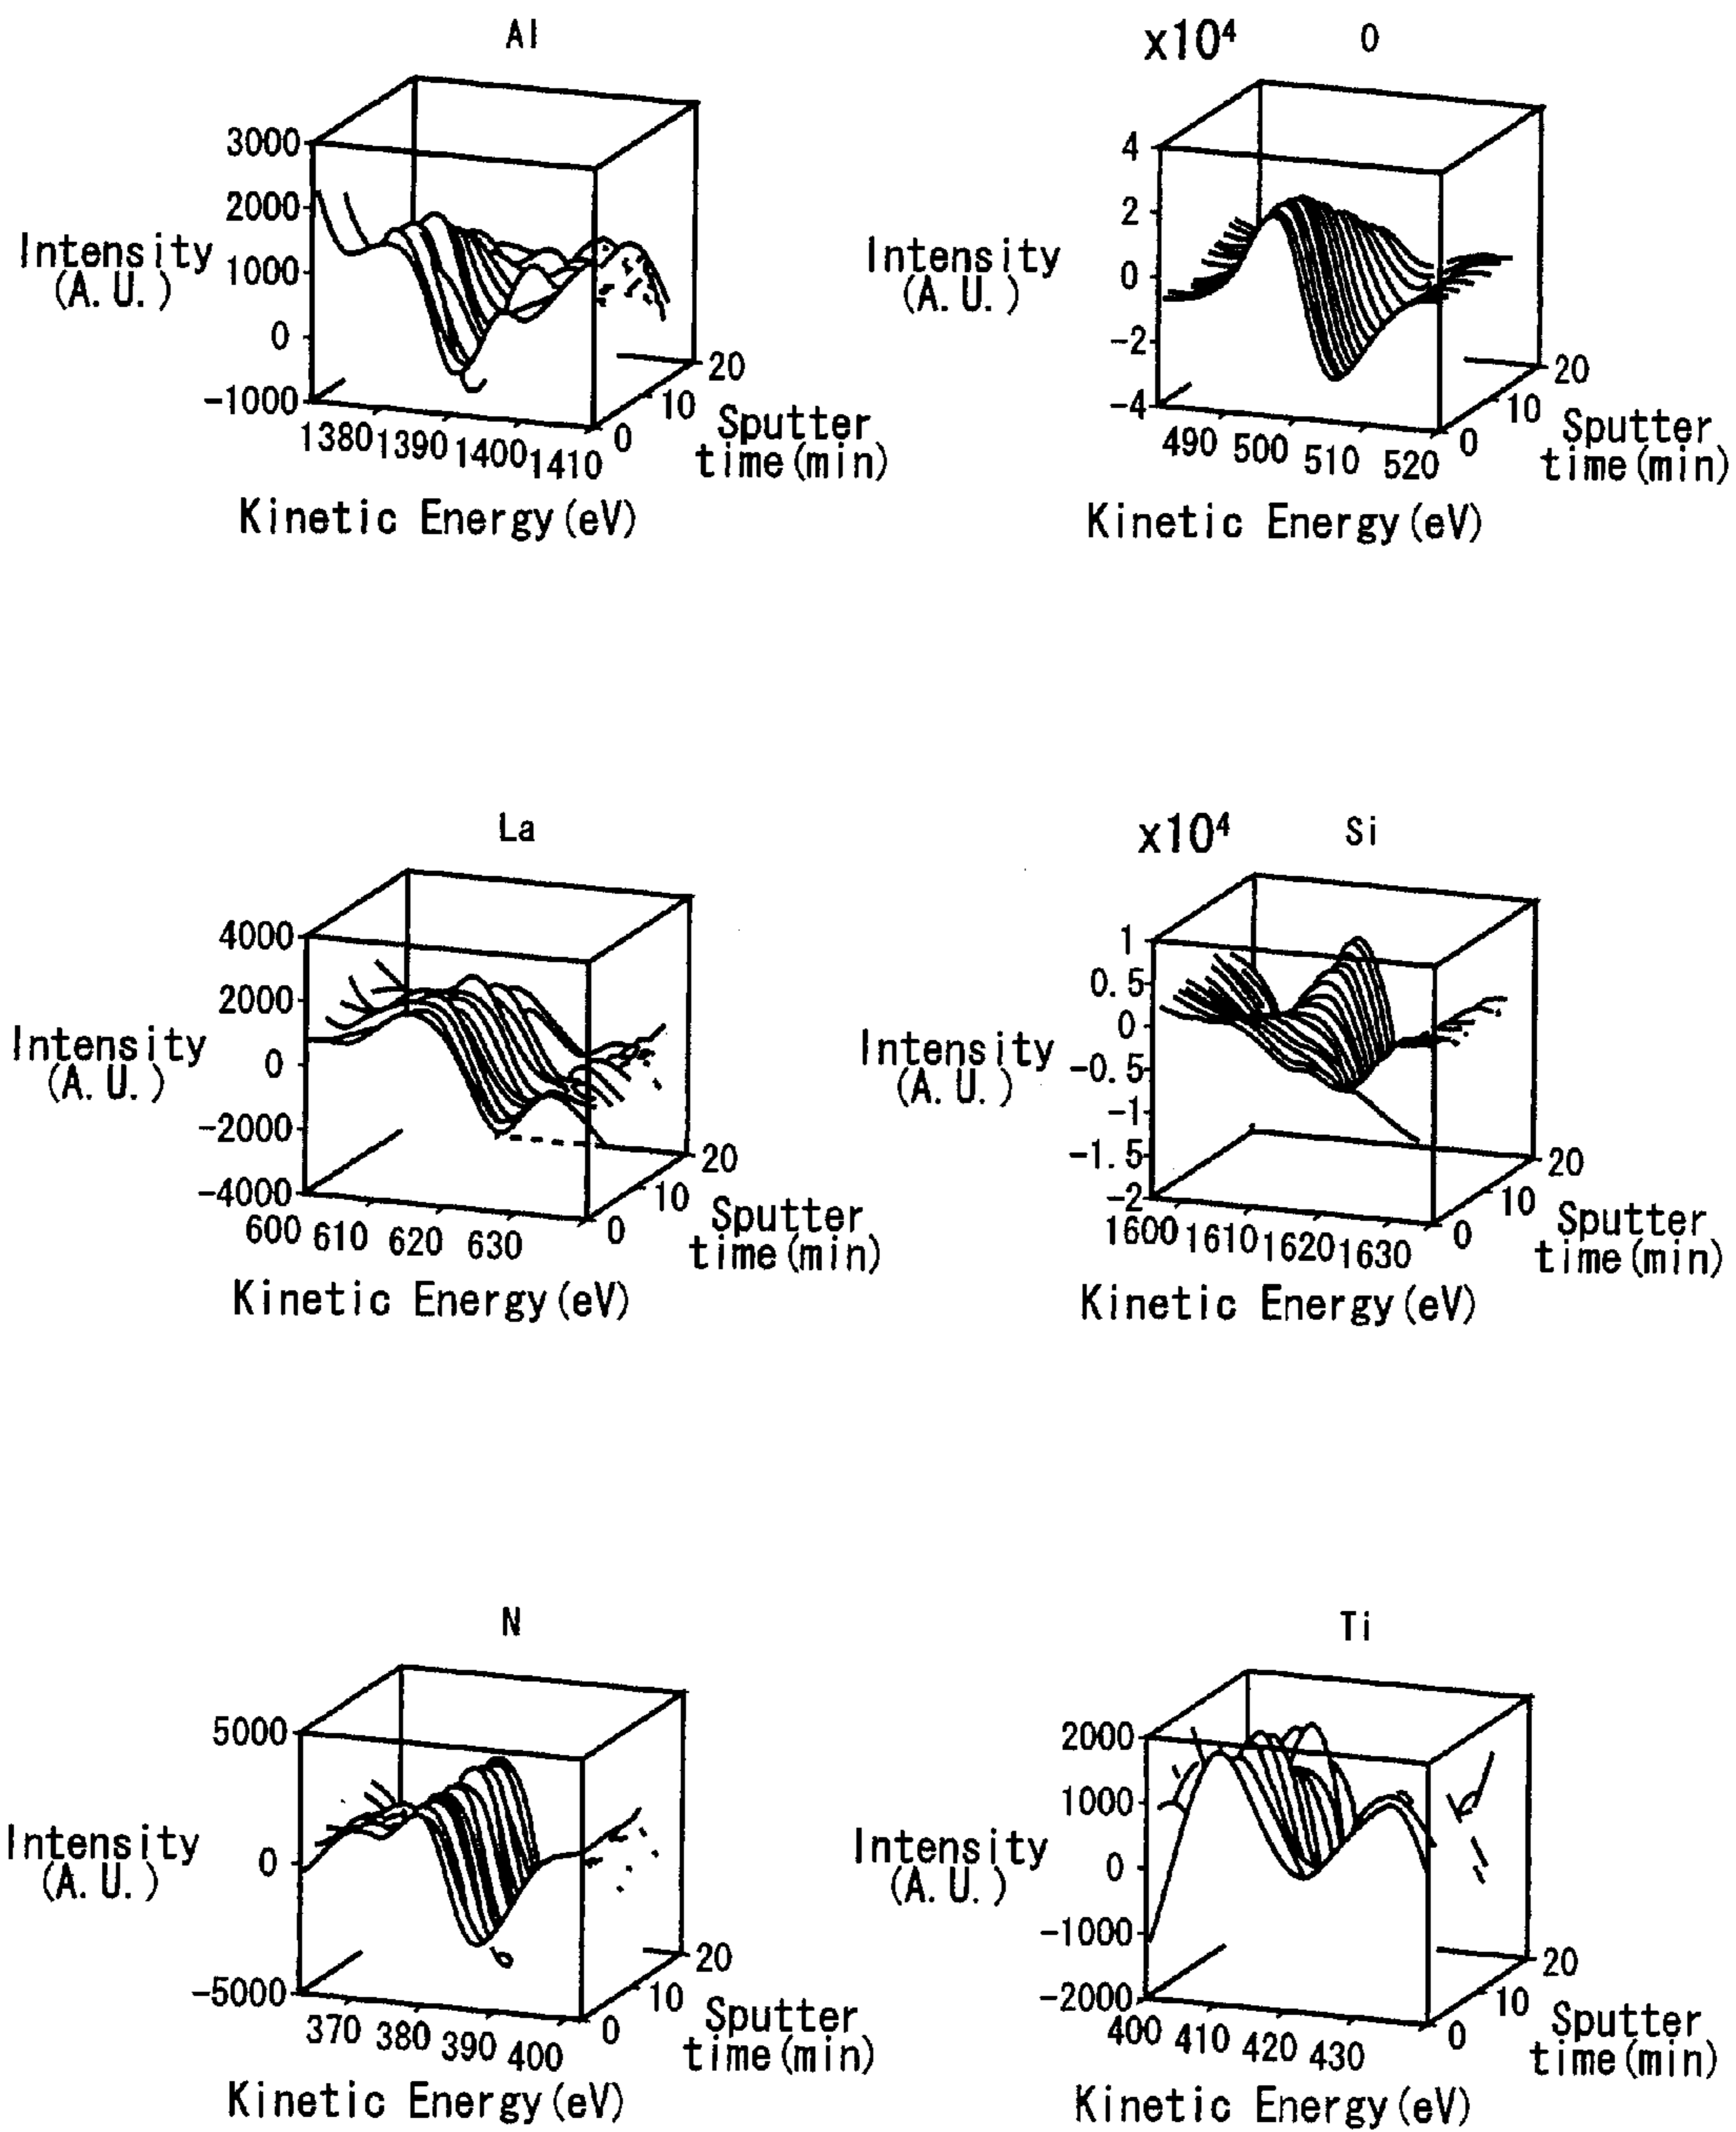 Al
3000
2000
Intensity
(A.U.)
1000
0
-1000
1380 1390 1400 1410
0
10
20
Sputter
time(min)
Kinetic Energy(eV)
x10⁴
O
4
2
Intensity
(A.U.)
0
-2
-4
490 500 510 520
0
10
20
Sputter
time(min)
Kinetic Energy(eV)
La
4000
2000
Intensity
(A.U.)
0
-2000
-4000
600 610 620 630
0
10
20
Sputter
time(min)
Kinetic Energy(eV)
x10⁴
Si
1
0.5
0
Intensity
(A.U.)
-0.5
-1
-1.5
-2
1600 1610 1620 1630
0
10
20
Sputter
time(min)
Kinetic Energy(eV)
N
5000
Intensity
(A.U.)
0
-5000
370 380 390 400
0
10
20
Sputter
time(min)
Kinetic Energy(eV)
Ti
2000
1000
Intensity
(A.U.)
0
-1000
-2000
400 410 420 430
0
10
20
Sputter
time(min)
Kinetic Energy(eV)